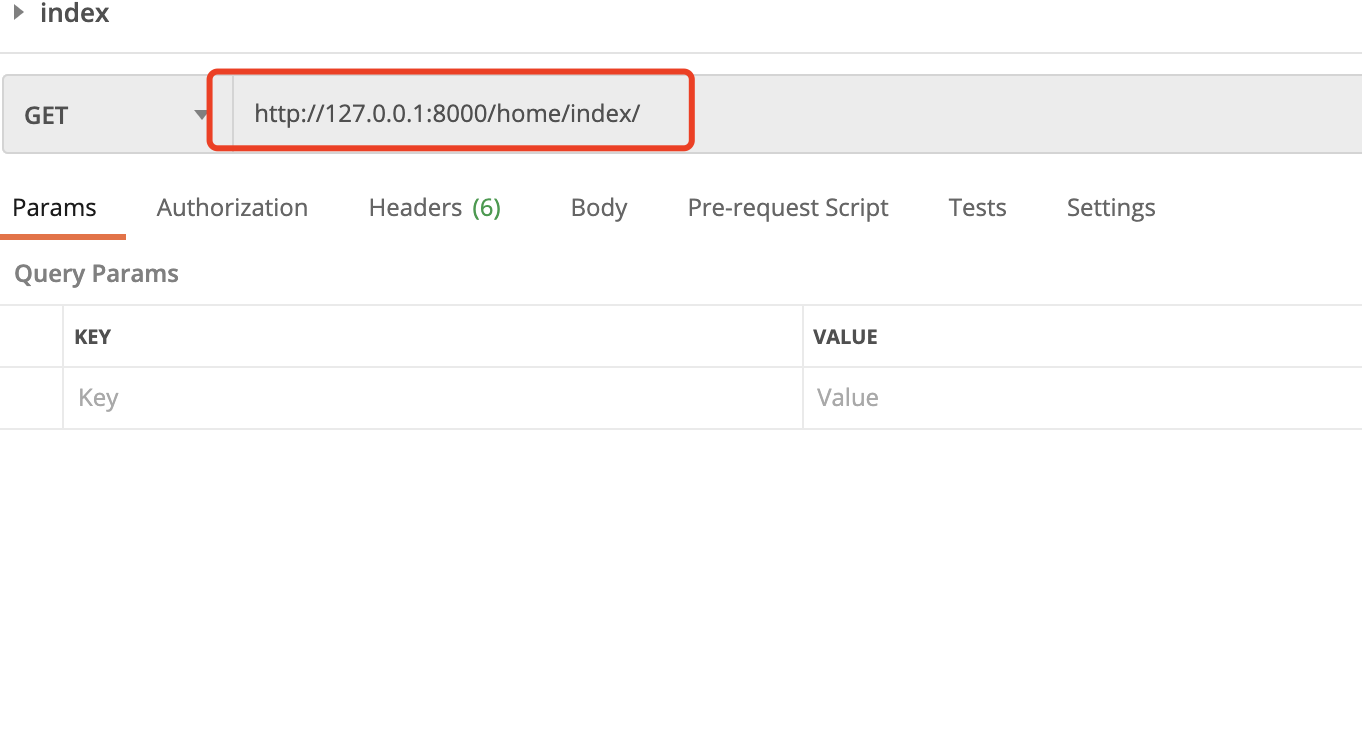 index
GET http://127.0.0.1:8000/home/index/
Params Authorization Headers (6) Body Pre-request Script Tests Settings
Query Params
KEY VALUE
Key Value